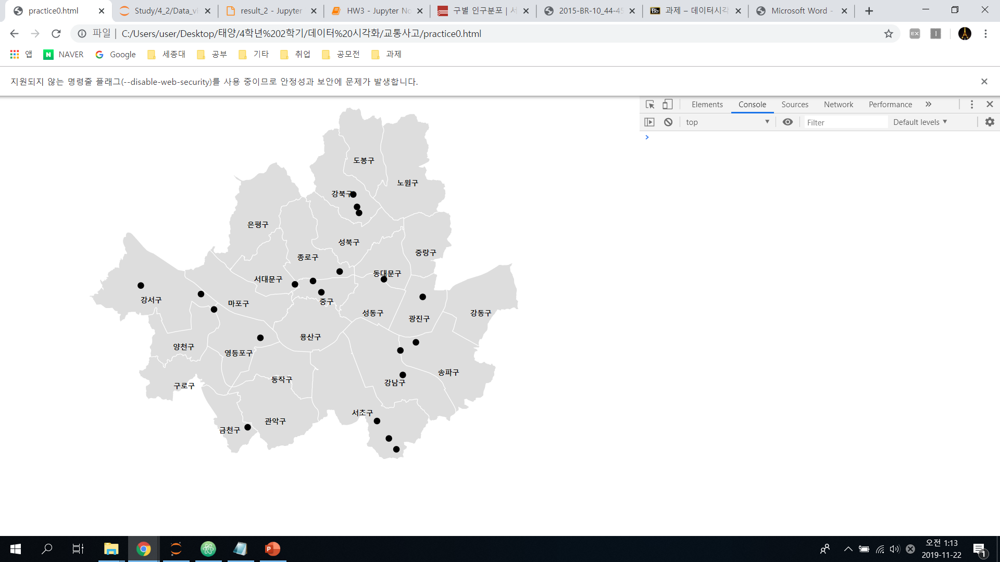 practice0.html
Study/4_2/Data_vi
result_2 - Jupyter
HW3 - Jupyter No
구별 인구분포 | 서
2015-BR-10_44-45
Bb 과제 – 데이터시각
Microsoft Word -
파일 | C:/Users/user/Desktop/태양/4학년%202학기/데이터%20시각화/교통사고/practice0.html
EX
앱 NAVER Google 세종대 공부 기타 취업 공모전 과제
지원되지 않는 명령줄 플래그(--disable-web-security)를 사용 중이므로 안정성과 보안에 문제가 발생합니다.
Elements Console Sources Network Performance
top Filter Default levels
도봉구
노원구
강북구
은평구
성북구
중랑구
종로구
동대문구
서대문구
강서구
마포구
중구
성동구
강동구
광진구
용산구
양천구
영등포구
송파구
동작구
강남구
구로구
서초구
관악구
금천구
오전 1:13
2019-11-22
1